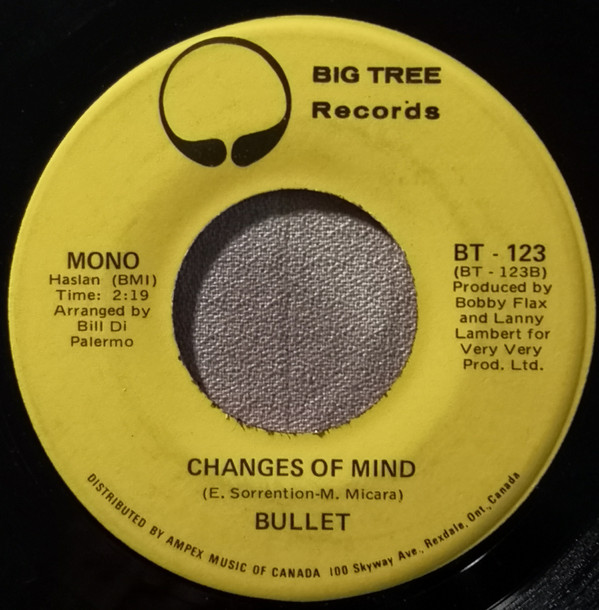 BIG TREE
Records
MONO
Haslan (BMI)
Time: 2:19
Arranged by
Bill Di
Palermo
BT - 123
(BT - 123B)
Produced by
Bobby Flax
and Lanny
Lambert for
Very Very
Prod. Ltd.
CHANGES OF MIND
(E. Sorrention-M. Micara)
BULLET
DISTRIBUTED BY AMPEX MUSIC OF CANADA 100 Skyway Ave., Rexdale, Ont., Canada